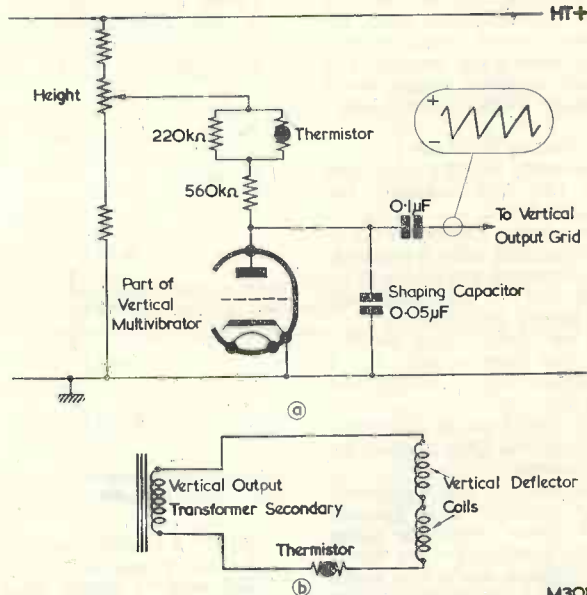 HT+
Height
220kΩ
Thermistor
560kΩ
+
−
0·1µF
To Vertical
Output Grid
Part of
Vertical
Multivibrator
Shaping Capacitor
0·05µF
a
Vertical Output
Transformer Secondary
Vertical Deflector
Coils
Thermistor
b